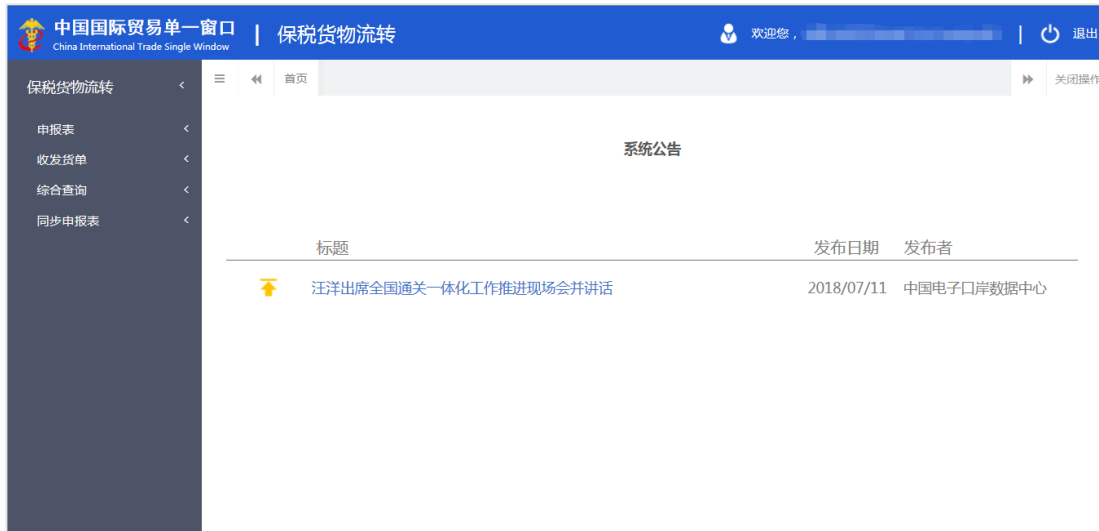 中国国际贸易单一窗口 | 保税货物流转
China International Trade Single Window
欢迎您，
退出
保税货物流转
首页
关闭操作
申报表
收发货单
综合查询
同步申报表
系统公告
标题 发布日期 发布者
汪洋出席全国通关一体化工作推进现场会并讲话 2018/07/11 中国电子口岸数据中心